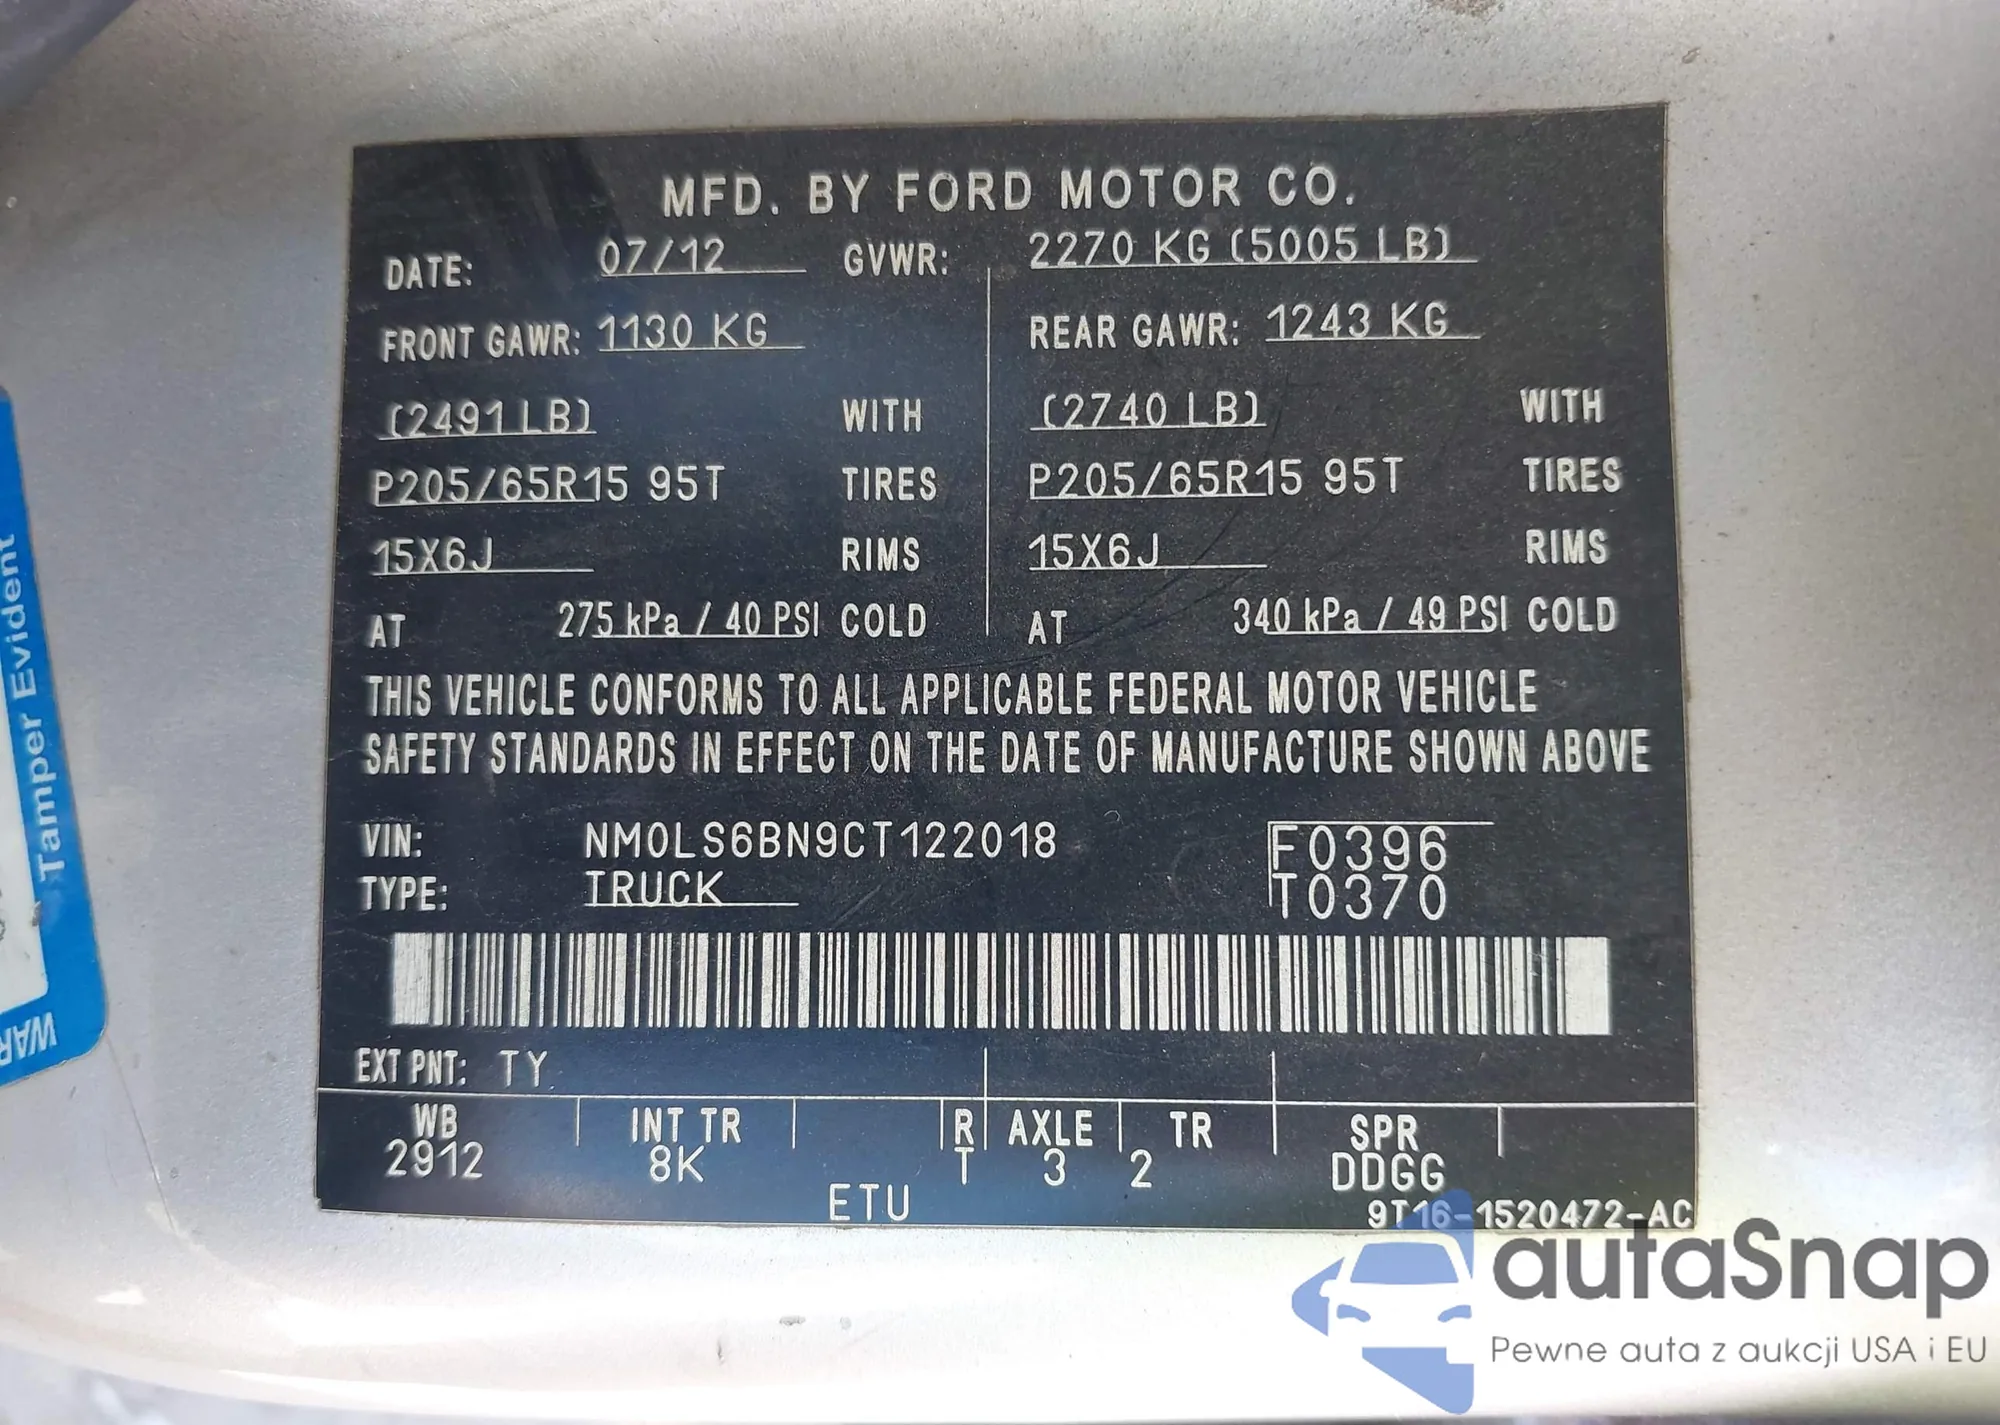 MFD. BY FORD MOTOR CO.
DATE: 07/12 GVWR: 2270 KG (5005 LB)
FRONT GAWR: 1130 KG REAR GAWR: 1243 KG
(2491 LB) WITH (2740 LB) WITH
P205/65R15 95T TIRES P205/65R15 95T TIRES
15X6J RIMS 15X6J RIMS
AT 275 kPa / 40 PSI COLD AT 340 kPa / 49 PSI COLD
THIS VEHICLE CONFORMS TO ALL APPLICABLE FEDERAL MOTOR VEHICLE
SAFETY STANDARDS IN EFFECT ON THE DATE OF MANUFACTURE SHOWN ABOVE
VIN: NM0LS6BN9CT122018 F0396
TYPE: TRUCK T0370
EXT PNT: TY
WB INT TR R AXLE TR SPR
2912 8K T 3 2 DDGG
ETU
9T16-1520472-AC
Tamper Evident
WAR
autaSnap
Pewne auta z aukcji USA i EU